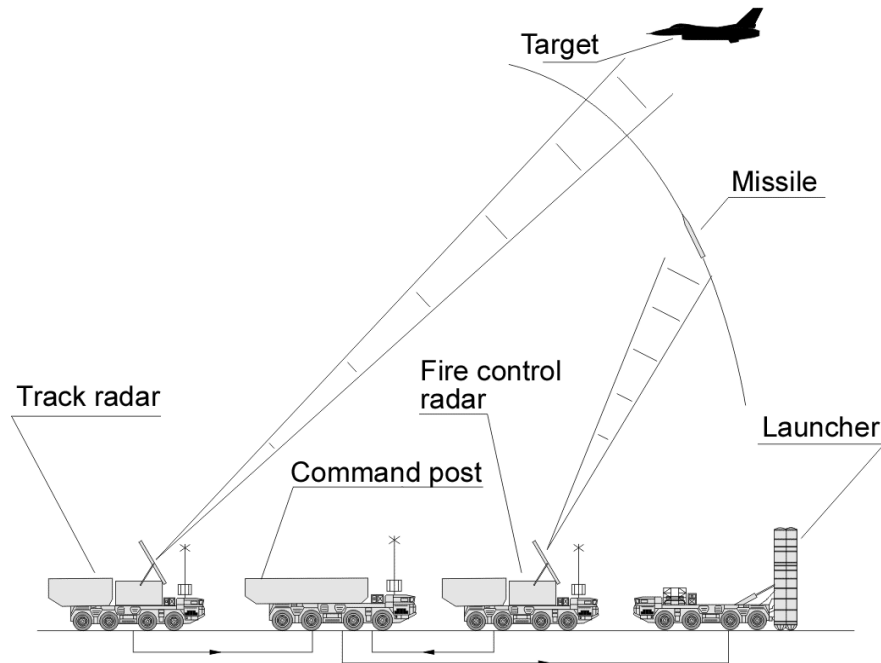 Target
Missile
Fire control
radar
Track radar
Launcher
Command post